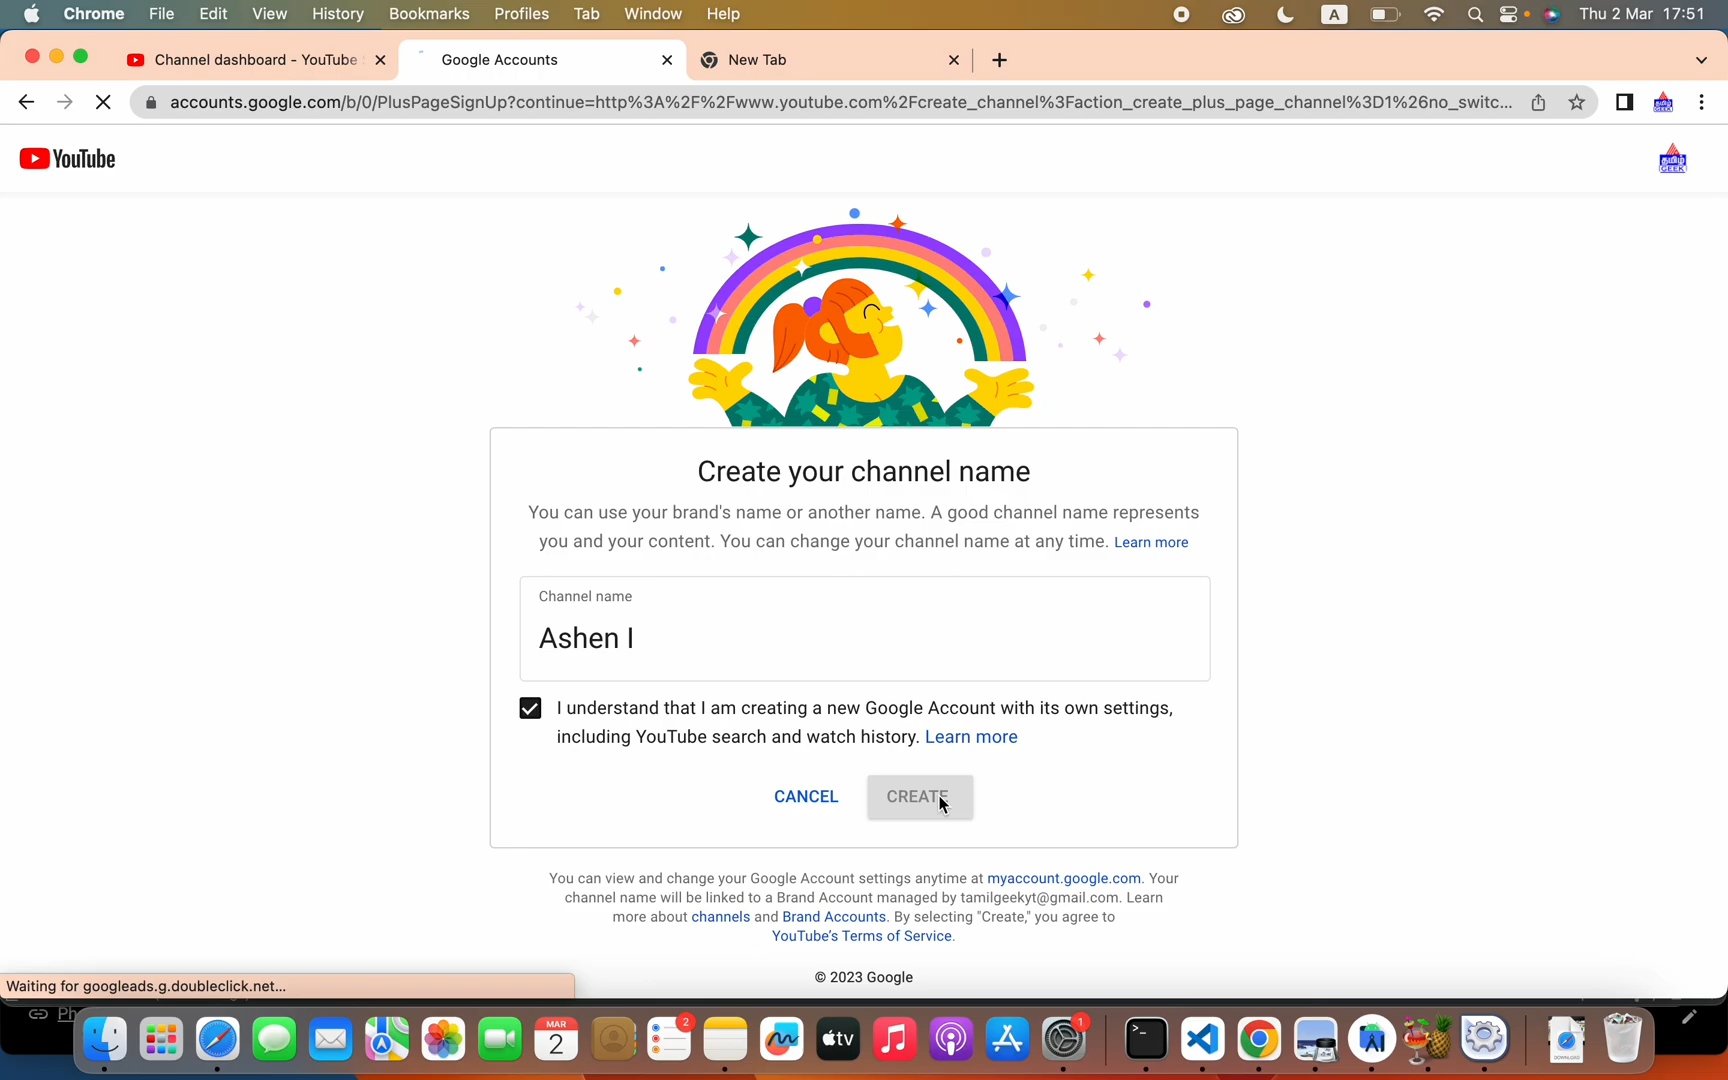 Chrome File Edit View History Bookmarks Profiles Tab Window Help A Thu 2 Mar 17:51
Channel dashboard - YouTube Google Accounts New Tab
accounts.google.com/b/0/PlusPageSignUp?continue=http%3A%2F%2Fwww.youtube.com%2Fcreate_channel%3Faction_create_plus_page_channel%3D1%26no_switc...
YouTube
தமிழ்
GEEK
Create your channel name
You can use your brand's name or another name. A good channel name represents
you and your content. You can change your channel name at any time. Learn more
Channel name
Ashen I
I understand that I am creating a new Google Account with its own settings,
including YouTube search and watch history. Learn more
CANCEL CREATE
You can view and change your Google Account settings anytime at myaccount.google.com. Your
channel name will be linked to a Brand Account managed by tamilgeekyt@gmail.com. Learn
more about channels and Brand Accounts. By selecting "Create," you agree to
YouTube's Terms of Service.
© 2023 Google
Waiting for googleads.g.doubleclick.net...
MAR
2
2
tv
1
DOWNLOAD